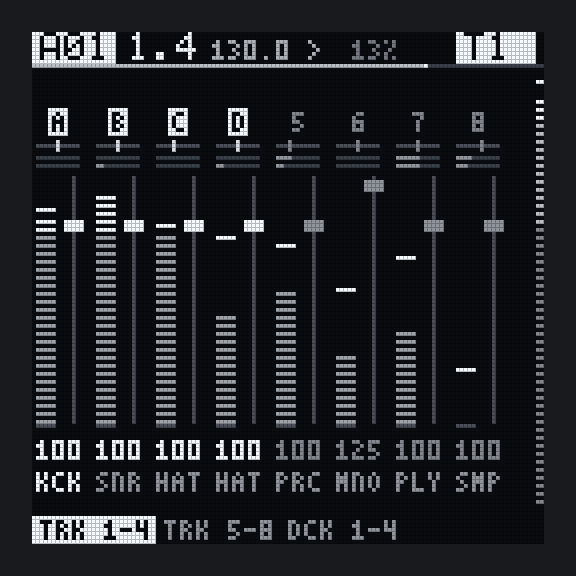 A01 1.4 130.0 > 13% T1
A B C D 5 6 7 8
100 100 100 100 100 125 100 100
KCK SNR HAT HAT PRC MNO PLY SMP
TRK 1-4 TRK 5-8 DCK 1-4